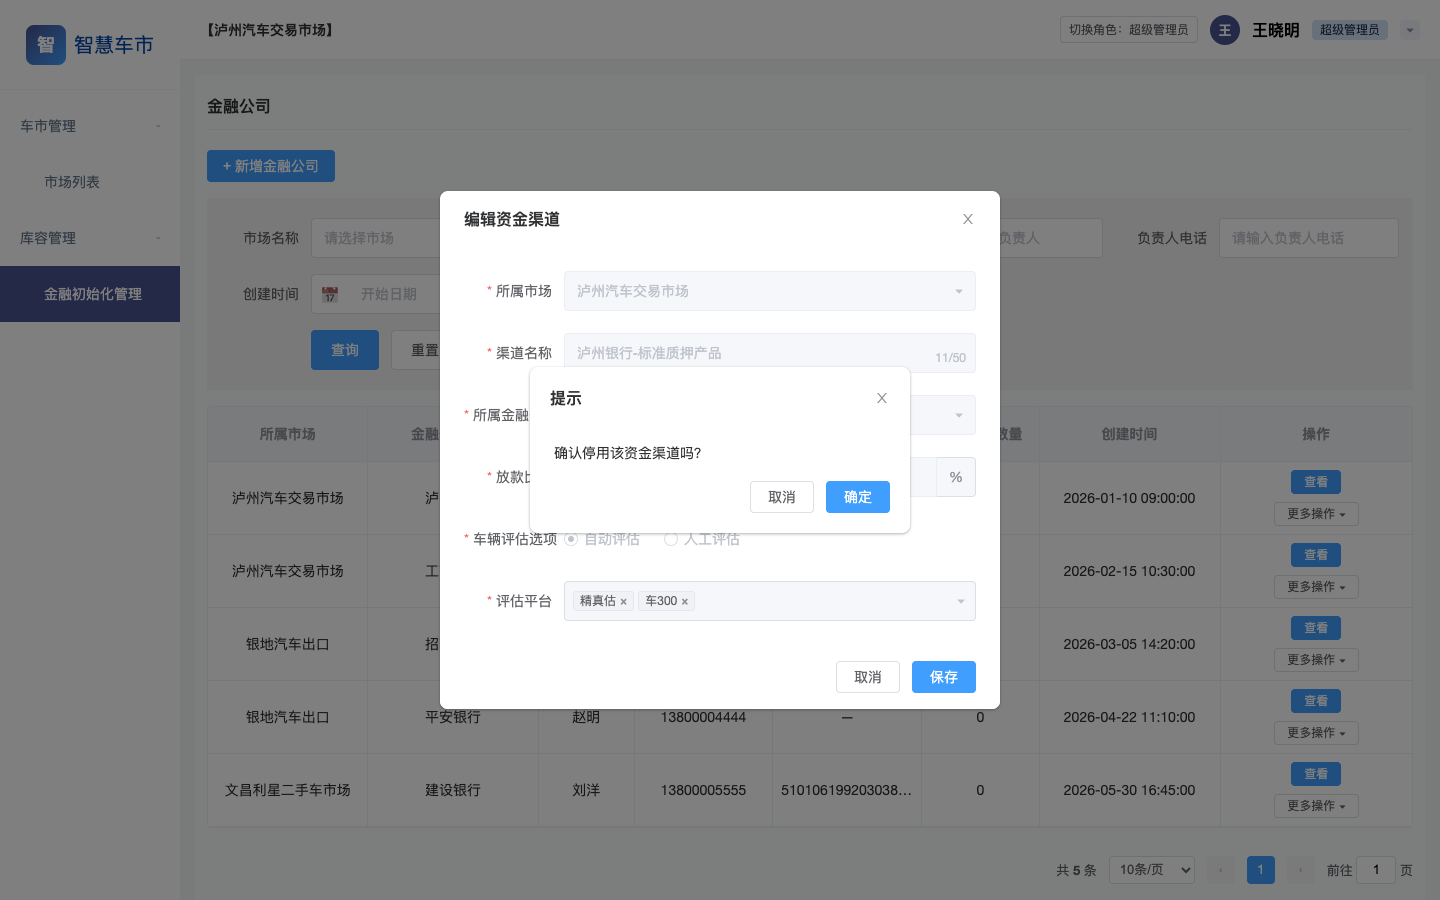 智 智慧车市
【泸州汽车交易市场】
切换角色：超级管理员
王 王晓明 超级管理员
车市管理
市场列表
库容管理
金融初始化管理
金融公司
+ 新增金融公司
市场名称 请选择市场
负责人
负责人电话 请输入负责人电话
创建时间 开始日期
查询 重置
编辑资金渠道
* 所属市场 泸州汽车交易市场
* 渠道名称 泸州银行-标准质押产品 11/50
* 所属金融
* 放款比 %
* 车辆评估选项 自动评估 人工评估
* 评估平台 精真估 × 车300 ×
取消 保存
提示
确认停用该资金渠道吗?
取消 确定
所属市场 金融 数量 创建时间 操作
泸州汽车交易市场 泸 2026-01-10 09:00:00 查看 更多操作
泸州汽车交易市场 工 2026-02-15 10:30:00 查看 更多操作
银地汽车出口 招 2026-03-05 14:20:00 查看 更多操作
银地汽车出口 平安银行 赵明 13800004444 — 0 2026-04-22 11:10:00 查看 更多操作
文昌利星二手车市场 建设银行 刘洋 13800005555 510106199203038... 0 2026-05-30 16:45:00 查看 更多操作
共 5 条 10条/页 ‹ 1 › 前往 1 页